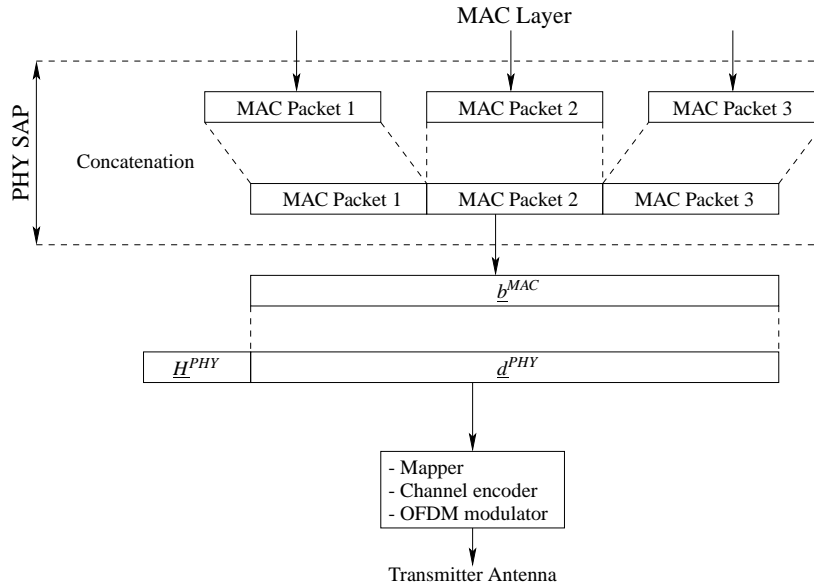 MAC Layer
PHY SAP
MAC Packet 1
MAC Packet 2
MAC Packet 3
Concatenation
MAC Packet 1
MAC Packet 2
MAC Packet 3
b^MAC
H^PHY
d^PHY
- Mapper
- Channel encoder
- OFDM modulator
Transmitter Antenna